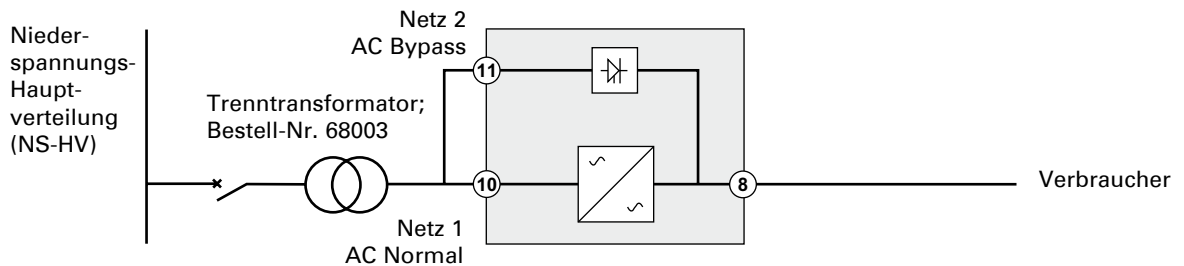 Nieder-
spannungs-
Haupt-
verteilung
(NS-HV)
Trenntransformator;
Bestell-Nr. 68003
Netz 2
AC Bypass
11
10
8
Netz 1
AC Normal
Verbraucher